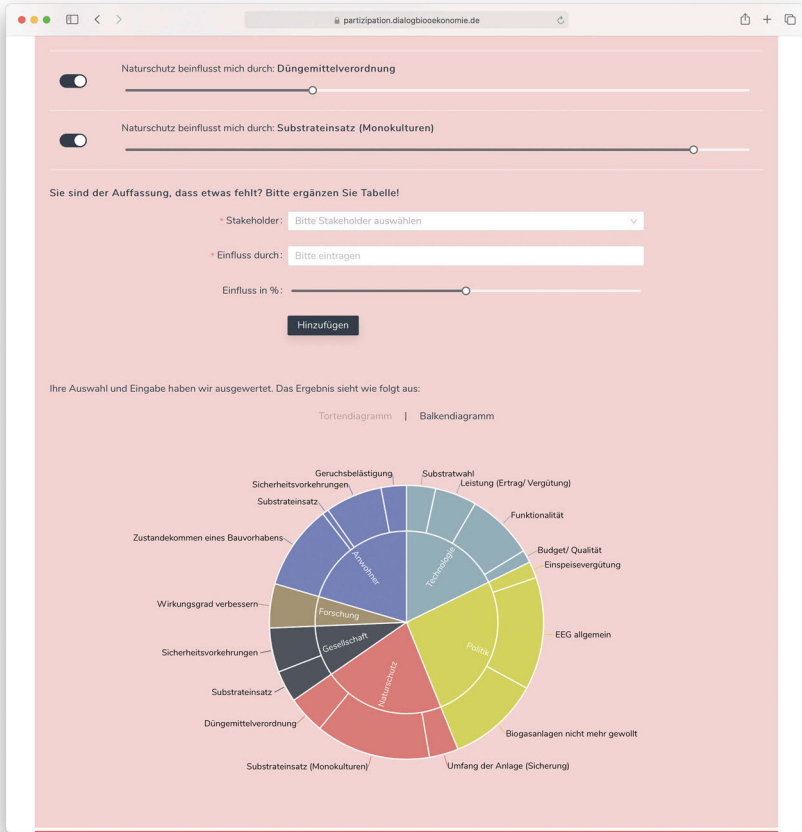 partizipation.dialogbiooekonomie.de
Naturschutz beinflusst mich durch: Düngemittelverordnung
Naturschutz beinflusst mich durch: Substrateinsatz (Monokulturen)
Sie sind der Auffassung, dass etwas fehlt? Bitte ergänzen Sie Tabelle!
* Stakeholder: Bitte Stakeholder auswählen
* Einfluss durch: Bitte eintragen
Einfluss in %:
Hinzufügen
Ihre Auswahl und Eingabe haben wir ausgewertet. Das Ergebnis sieht wie folgt aus:
Tortendiagramm | Balkendiagramm
Geruchsbelästigung
Substratwahl
Sicherheitsvorkehrungen
Leistung (Ertrag/ Vergütung)
Substrateinsatz
Funktionalität
Zustandekommen eines Bauvorhabens
Budget/ Qualität
Einspeisevergütung
Anwohner
Technologie
Wirkungsgrad verbessern
Forschung
EEG allgemein
Gesellschaft
Politik
Sicherheitsvorkehrungen
Naturschutz
Substrateinsatz
Düngemittelverordnung
Biogasanlagen nicht mehr gewollt
Substrateinsatz (Monokulturen)
Umfang der Anlage (Sicherung)